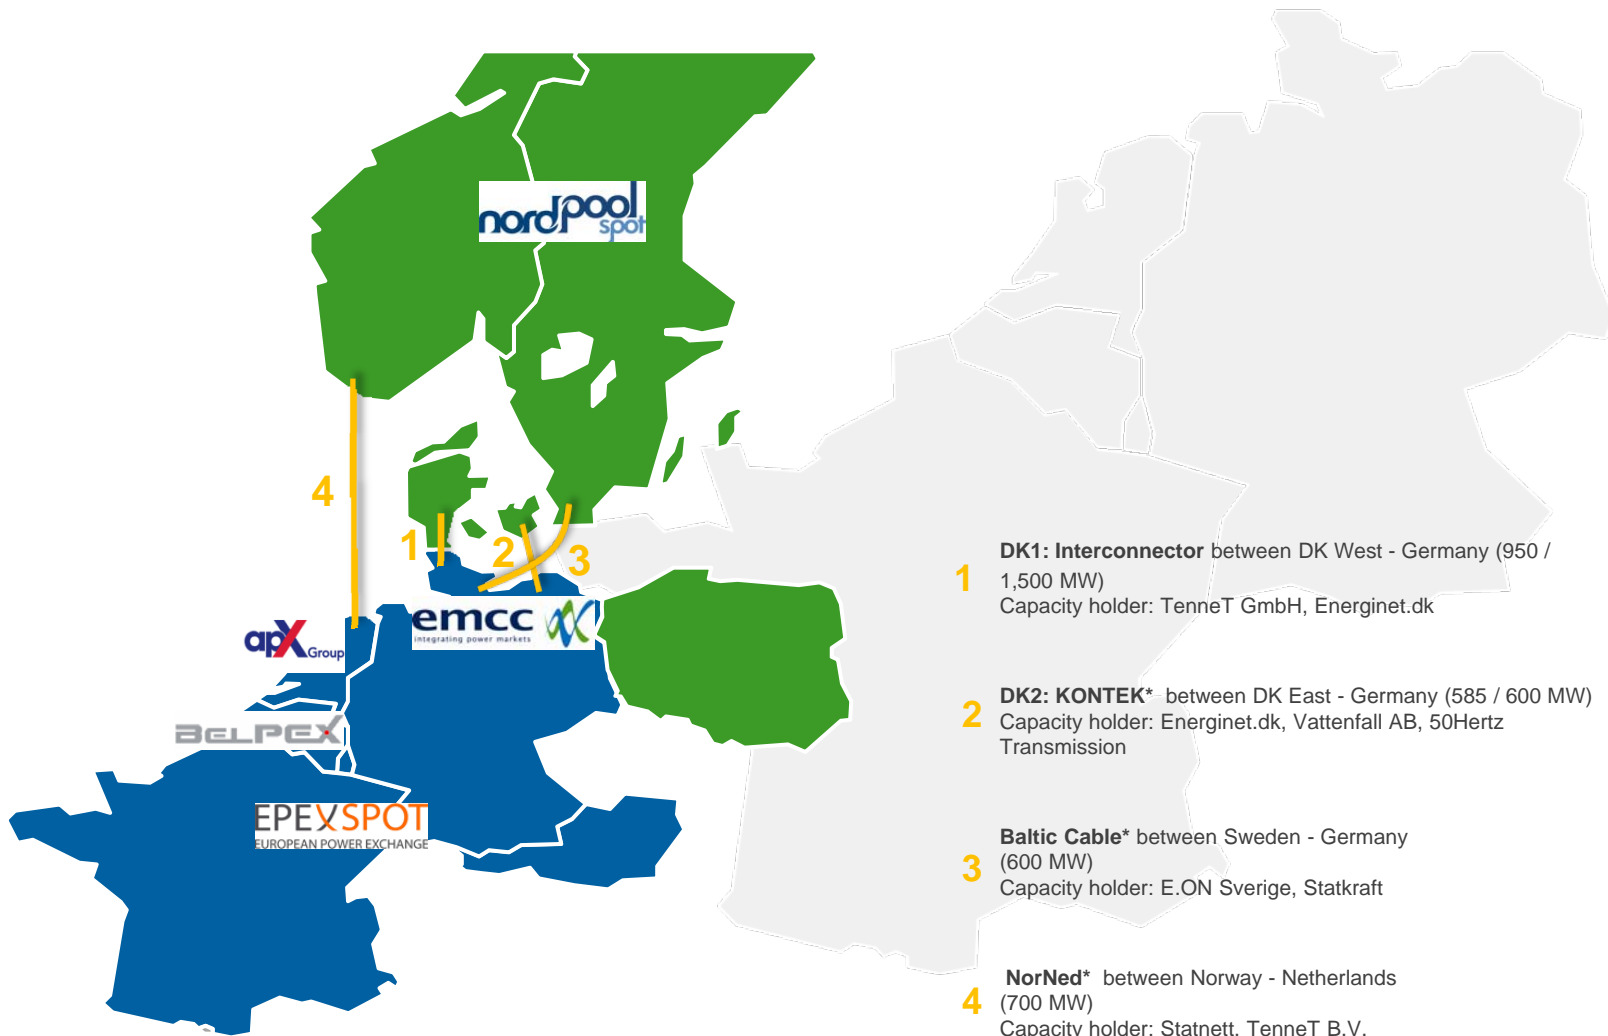 nordpool
spot
4
1
2
3
emcc
integrating power markets
apX
Group
BELPEX
EPEXSPOT
EUROPEAN POWER EXCHANGE
1
DK1: Interconnector between DK West - Germany (950 /
1,500 MW)
Capacity holder: TenneT GmbH, Energinet.dk
2
DK2: KONTEK* between DK East - Germany (585 / 600 MW)
Capacity holder: Energinet.dk, Vattenfall AB, 50Hertz
Transmission
3
Baltic Cable* between Sweden - Germany
(600 MW)
Capacity holder: E.ON Sverige, Statkraft
4
NorNed* between Norway - Netherlands
(700 MW)
Capacity holder: Statnett, TenneT B.V.